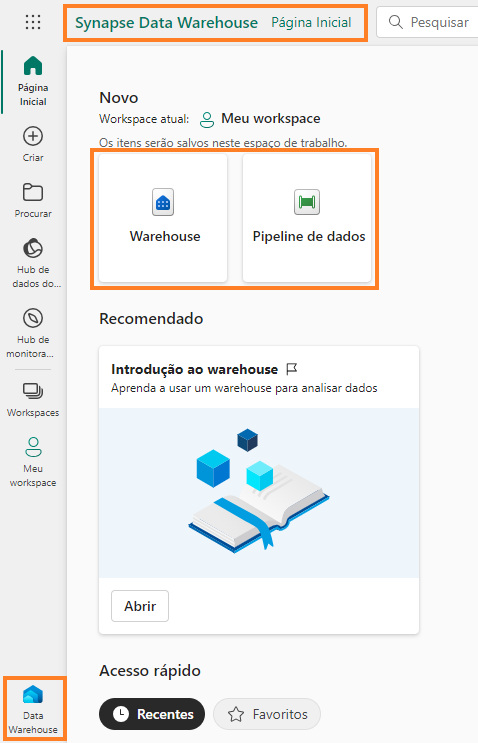 Synapse Data Warehouse Página Inicial
Pesquisar
Página
Inicial
Criar
Procurar
Hub de
dados do...
Hub de
monitora...
Workspaces
Meu
workspace
Data
Warehouse
Novo
Workspace atual: Meu workspace
Os itens serão salvos neste espaço de trabalho.
Warehouse
Pipeline de dados
Recomendado
Introdução ao warehouse
Aprenda a usar um warehouse para analisar dados
Abrir
Acesso rápido
Recentes
Favoritos